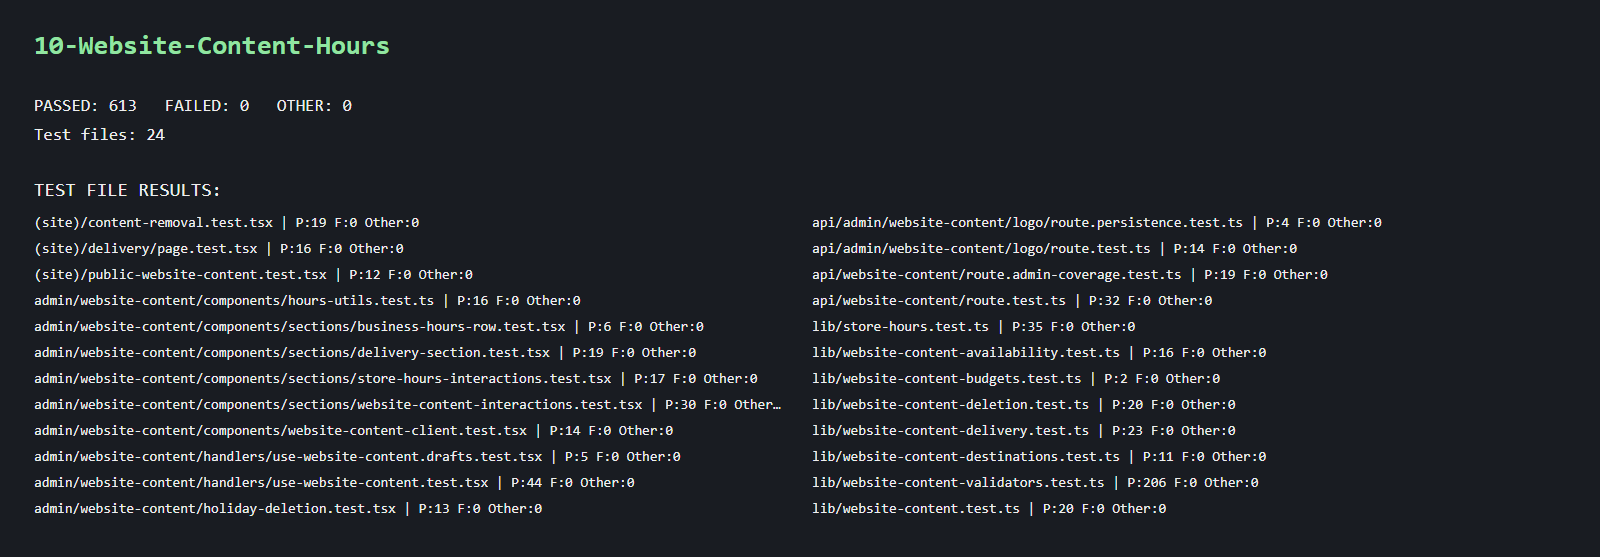 10-Website-Content-Hours
PASSED: 613 FAILED: 0 OTHER: 0
Test files: 24
TEST FILE RESULTS:
(site)/content-removal.test.tsx | P:19 F:0 Other:0
(site)/delivery/page.test.tsx | P:16 F:0 Other:0
(site)/public-website-content.test.tsx | P:12 F:0 Other:0
admin/website-content/components/hours-utils.test.ts | P:16 F:0 Other:0
admin/website-content/components/sections/business-hours-row.test.tsx | P:6 F:0 Other:0
admin/website-content/components/sections/delivery-section.test.tsx | P:19 F:0 Other:0
admin/website-content/components/sections/store-hours-interactions.test.tsx | P:17 F:0 Other:0
admin/website-content/components/sections/website-content-interactions.test.tsx | P:30 F:0 Other…
admin/website-content/components/website-content-client.test.tsx | P:14 F:0 Other:0
admin/website-content/handlers/use-website-content.drafts.test.tsx | P:5 F:0 Other:0
admin/website-content/handlers/use-website-content.test.tsx | P:44 F:0 Other:0
admin/website-content/holiday-deletion.test.tsx | P:13 F:0 Other:0
api/admin/website-content/logo/route.persistence.test.ts | P:4 F:0 Other:0
api/admin/website-content/logo/route.test.ts | P:14 F:0 Other:0
api/website-content/route.admin-coverage.test.ts | P:19 F:0 Other:0
api/website-content/route.test.ts | P:32 F:0 Other:0
lib/store-hours.test.ts | P:35 F:0 Other:0
lib/website-content-availability.test.ts | P:16 F:0 Other:0
lib/website-content-budgets.test.ts | P:2 F:0 Other:0
lib/website-content-deletion.test.ts | P:20 F:0 Other:0
lib/website-content-delivery.test.ts | P:23 F:0 Other:0
lib/website-content-destinations.test.ts | P:11 F:0 Other:0
lib/website-content-validators.test.ts | P:206 F:0 Other:0
lib/website-content.test.ts | P:20 F:0 Other:0